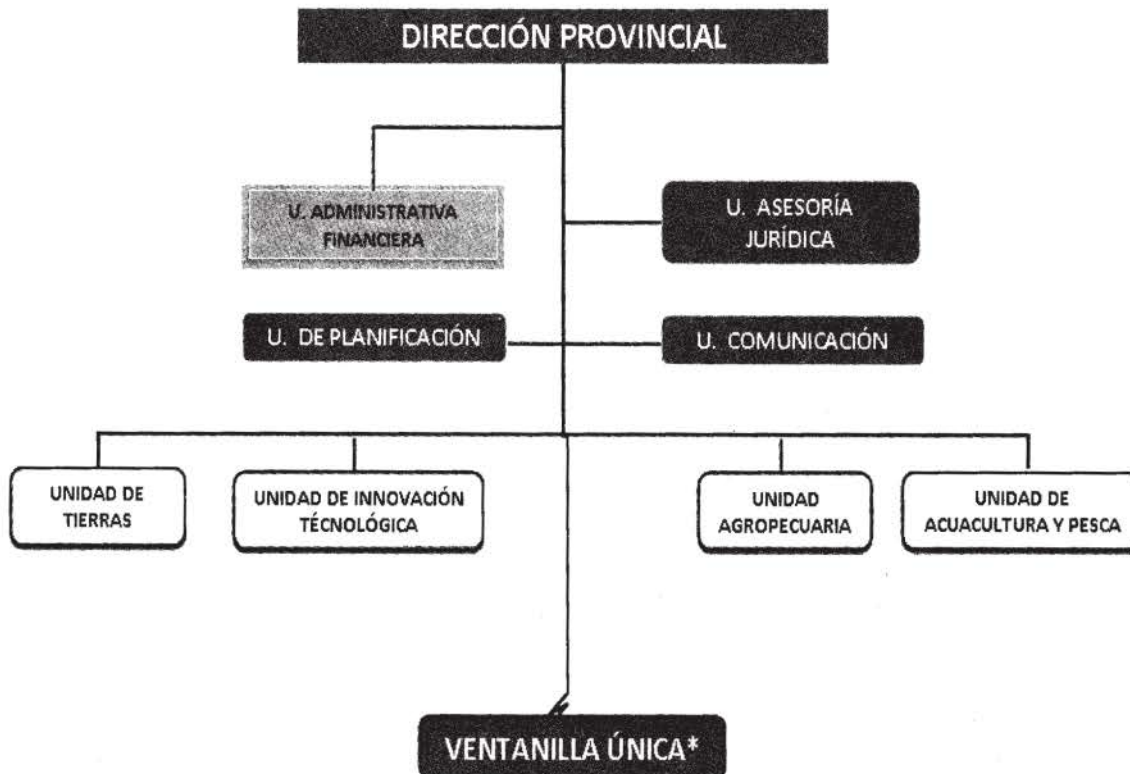 DIRECCIÓN PROVINCIAL
U. ADMINISTRATIVA
FINANCIERA
U. ASESORÍA
JURÍDICA
U. DE PLANIFICACIÓN
U. COMUNICACIÓN
UNIDAD DE
TIERRAS
UNIDAD DE INNOVACIÓN
TÉCNOLÓGICA
UNIDAD
AGROPECUARIA
UNIDAD DE
ACUACULTURA Y PESCA
VENTANILLA ÚNICA*